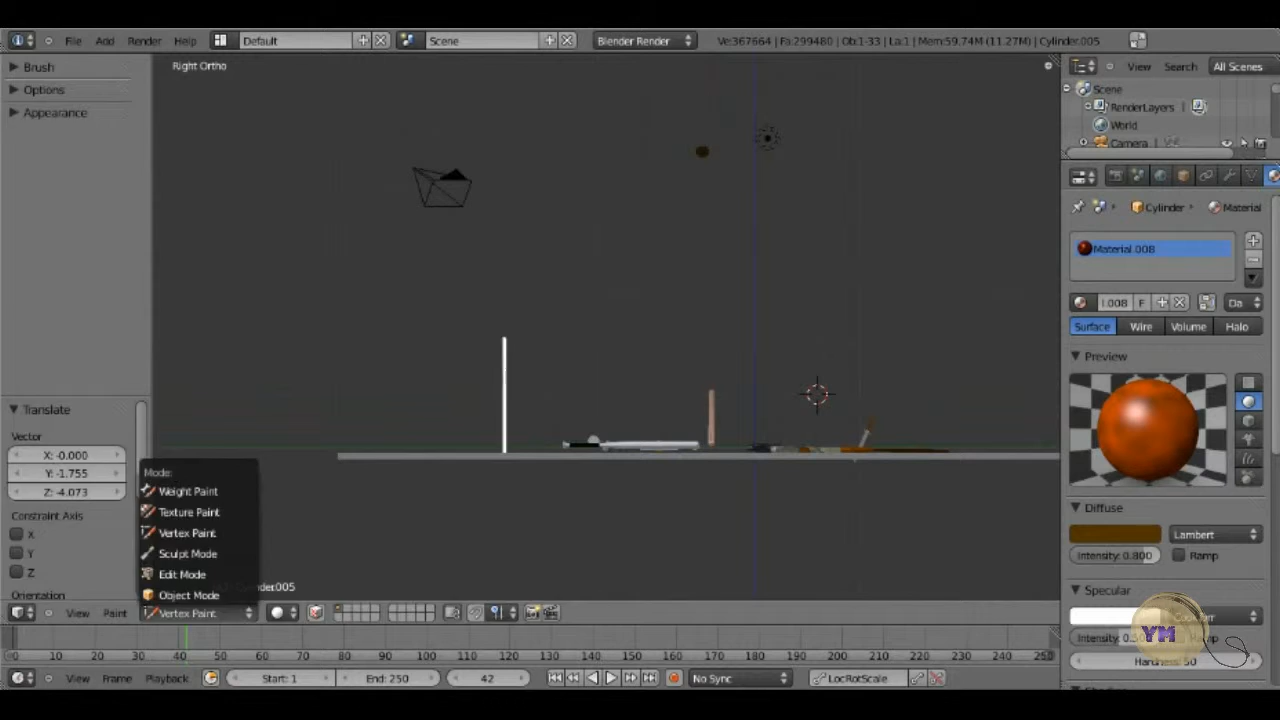 File Add Render Help Default Scene Blender Render Ve:367664 | Fa:299480 | Ob:1-33 | La:1 | Mem:59.74M (11.27M) | Cylinder.005
Brush
Options
Appearance
Right Ortho
View Search All Scenes
Scene
RenderLayers
World
Camera
Cylinder Material
Material.008
F Da
Surface Wire Volume Halo
Preview
Translate
Vector
X: -0.000
Y: -1.755
Z: -4.073
Constraint Axis
X
Y
Z
Orientation
Mode:
Weight Paint
Texture Paint
Vertex Paint
Sculpt Mode
Edit Mode
Object Mode
Diffuse
Lambert
Intensity: 0.800 Ramp
Specular
YM
Hardness: 50
View Paint Vertex Paint
10 20 30 40 50 60 70 80 90 100 110 120 130 140 150 160 170 180 190 200 210 220 230 240 250
View Frame Playback Start: 1 End: 250 42 No Sync LocRotScale